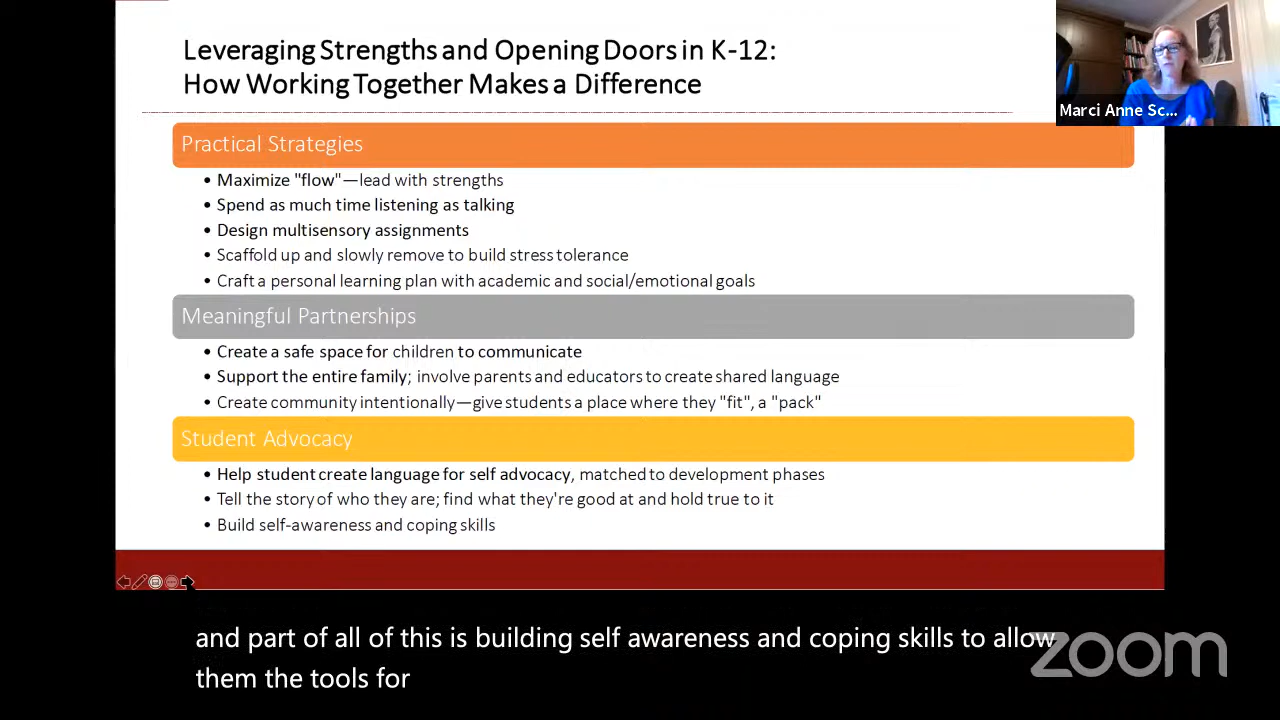 Leveraging Strengths and Opening Doors in K-12:
How Working Together Makes a Difference
Marci Anne Sc...
Practical Strategies
• Maximize "flow"—lead with strengths
• Spend as much time listening as talking
• Design multisensory assignments
• Scaffold up and slowly remove to build stress tolerance
• Craft a personal learning plan with academic and social/emotional goals
Meaningful Partnerships
• Create a safe space for children to communicate
• Support the entire family; involve parents and educators to create shared language
• Create community intentionally—give students a place where they "fit", a "pack"
Student Advocacy
• Help student create language for self advocacy, matched to development phases
• Tell the story of who they are; find what they're good at and hold true to it
• Build self-awareness and coping skills
and part of all of this is building self awareness and coping skills to allow
them the tools for
zoom